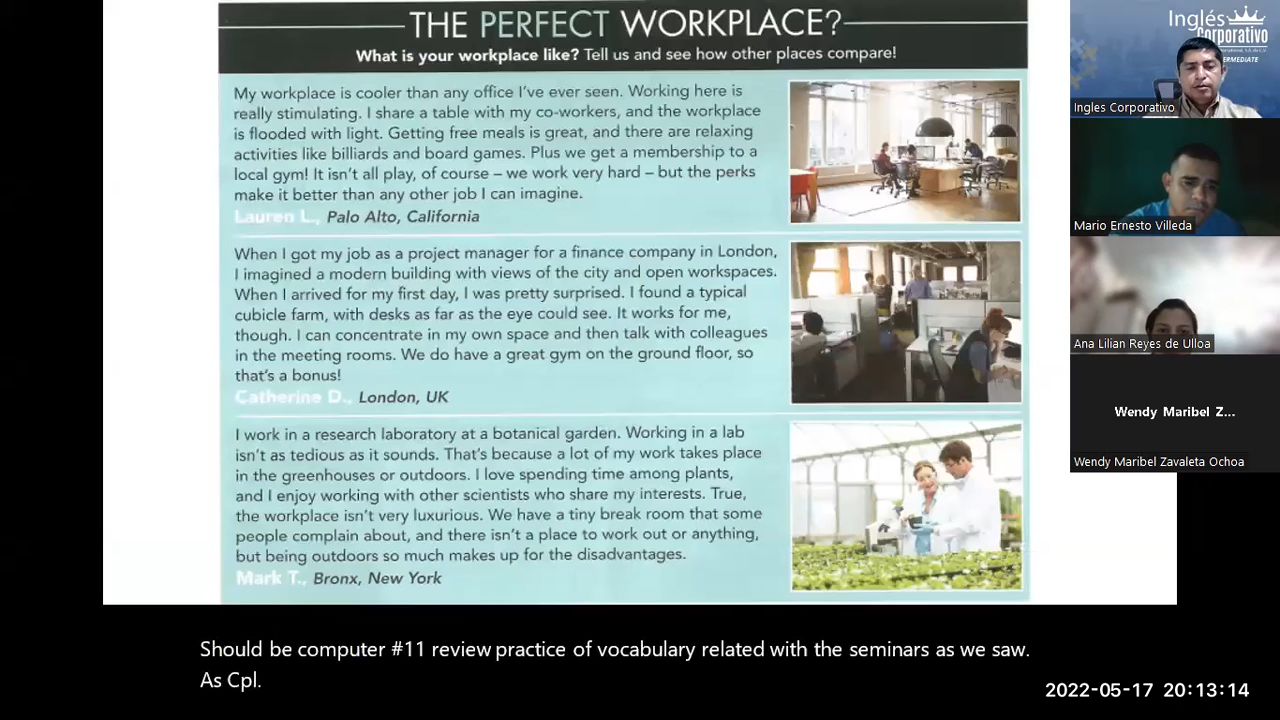 THE PERFECT WORKPLACE?
What is your workplace like? Tell us and see how other places compare!
My workplace is cooler than any office I've ever seen. Working here is
really stimulating. I share a table with my co-workers, and the workplace
is flooded with light. Getting free meals is great, and there are relaxing
activities like billiards and board games. Plus we get a membership to a
local gym! It isn't all play, of course – we work very hard – but the perks
make it better than any other job I can imagine.
Lauren L., Palo Alto, California
When I got my job as a project manager for a finance company in London,
I imagined a modern building with views of the city and open workspaces.
When I arrived for my first day, I was pretty surprised. I found a typical
cubicle farm, with desks as far as the eye could see. It works for me,
though. I can concentrate in my own space and then talk with colleagues
in the meeting rooms. We do have a great gym on the ground floor, so
that's a bonus!
Catherine D., London, UK
I work in a research laboratory at a botanical garden. Working in a lab
isn't as tedious as it sounds. That's because a lot of my work takes place
in the greenhouses or outdoors. I love spending time among plants,
and I enjoy working with other scientists who share my interests. True,
the workplace isn't very luxurious. We have a tiny break room that some
people complain about, and there isn't a place to work out or anything,
but being outdoors so much makes up for the disadvantages.
Mark T., Bronx, New York
Inglés
Corporativo
Ingles Corporativo
Mario Ernesto Villeda
Ana Lilian Reyes de Ulloa
Wendy Maribel Z...
Wendy Maribel Zavaleta Ochoa
Should be computer #11 review practice of vocabulary related with the seminars as we saw.
As Cpl.
2022-05-17 20:13:14